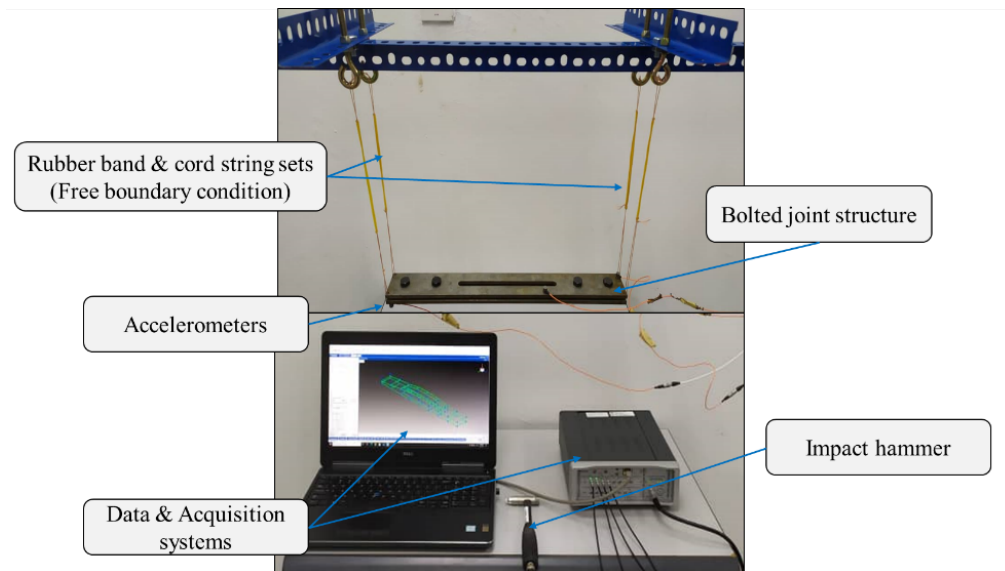 Rubber band & cord string sets
(Free boundary condition)
Bolted joint structure
Accelerometers
Impact hammer
Data & Acquisition
systems